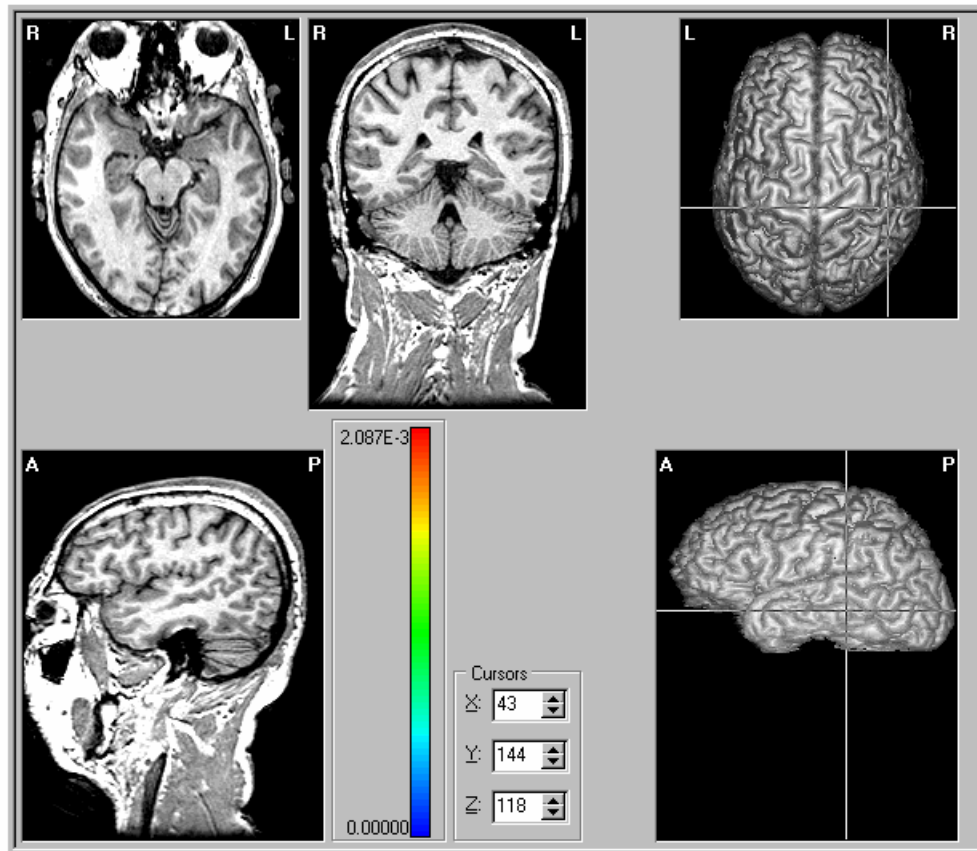 R L
R L
L R
A P
2.087E-3
0.00000
Cursors
X: 43
Y: 144
Z: 118
A P